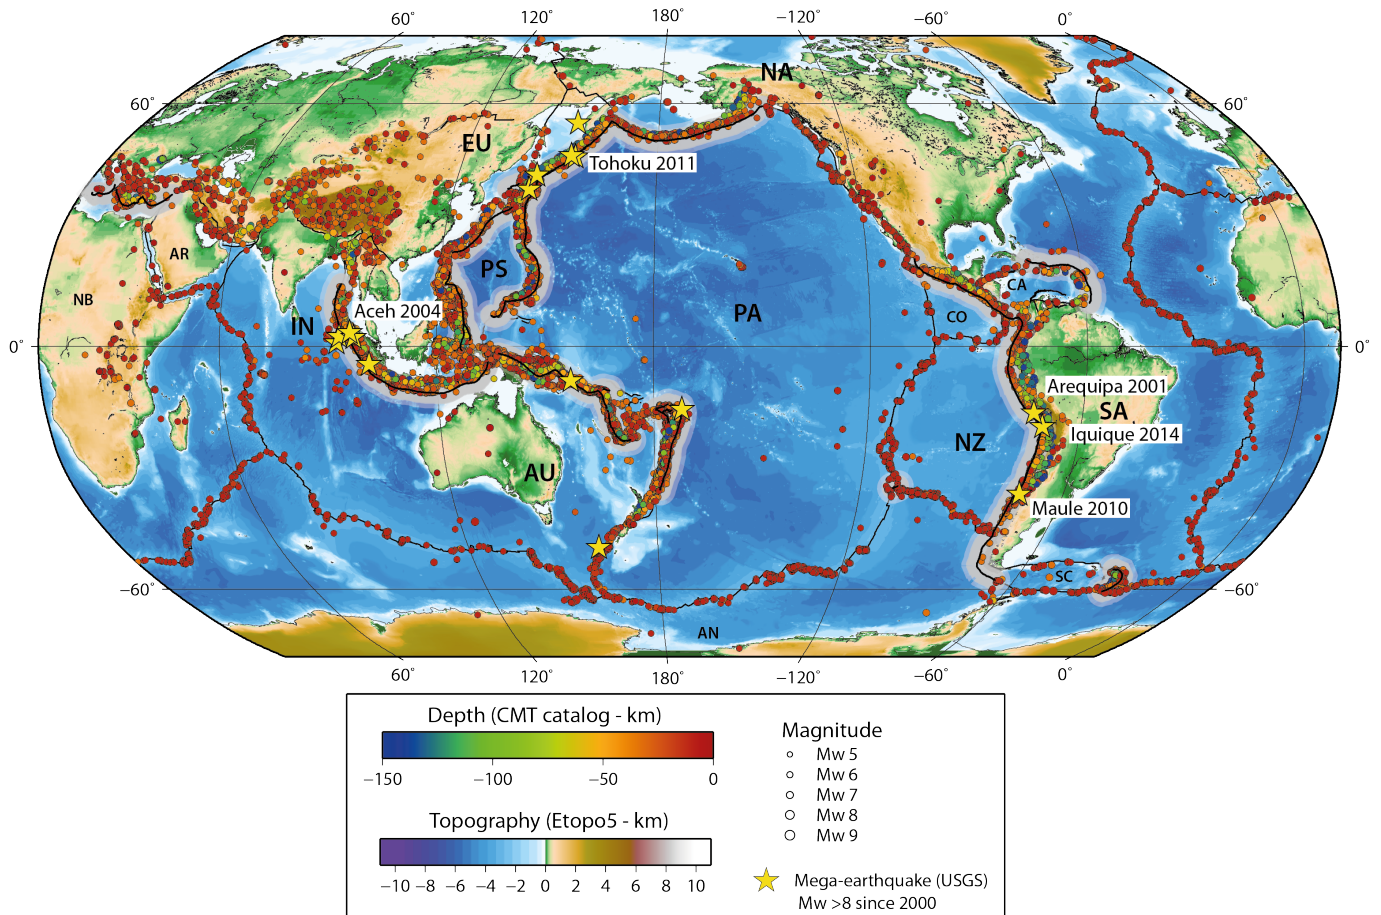 60° 120° 180° −120° −60° 0°
NA
60° 60°
EU
Tohoku 2011
AR
PS
CA
NB
Aceh 2004
PA
CO
IN
0° 0°
Arequipa 2001
SA
Iquique 2014
NZ
AU
Maule 2010
SC
−60° −60°
AN
60° 120° 180° −120° −60° 0°
Depth (CMT catalog - km)
−150 −100 −50 0
Topography (Etopo5 - km)
−10 −8 −6 −4 −2 0 2 4 6 8 10
Magnitude
Mw 5
Mw 6
Mw 7
Mw 8
Mw 9
Mega-earthquake (USGS)
Mw >8 since 2000